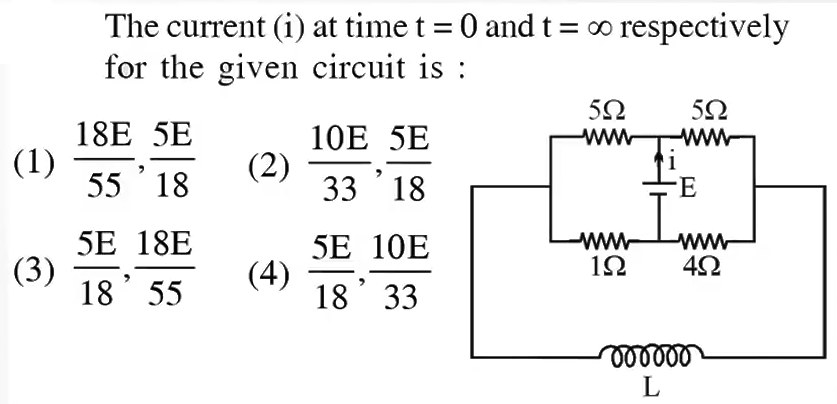 The current (i) at time t = 0 and t = ∞ respectively
for the given circuit is :
(1) 18E/55, 5E/18
(2) 10E/33, 5E/18
(3) 5E/18, 18E/55
(4) 5E/18, 10E/33
5Ω 5Ω
i
E
1Ω 4Ω
L